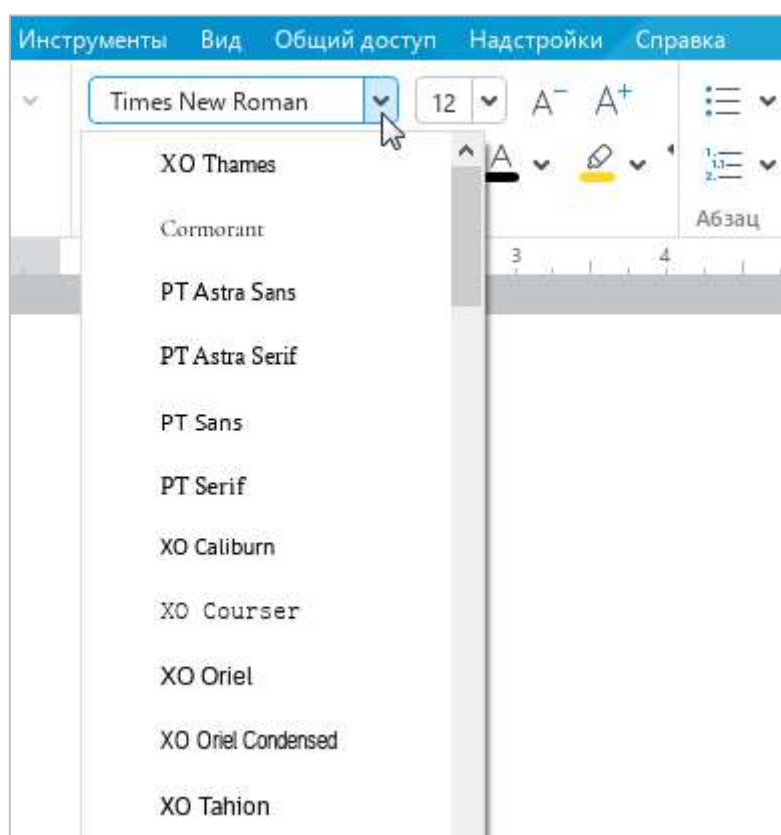 Инструменты Вид Общий доступ Надстройки Справка
Times New Roman 12 A⁻ A⁺
XO Thames A
Cormorant
Абзац
3 4
PT Astra Sans
PT Astra Serif
PT Sans
PT Serif
XO Caliburn
XO Courser
XO Oriel
XO Oriel Condensed
XO Tahion